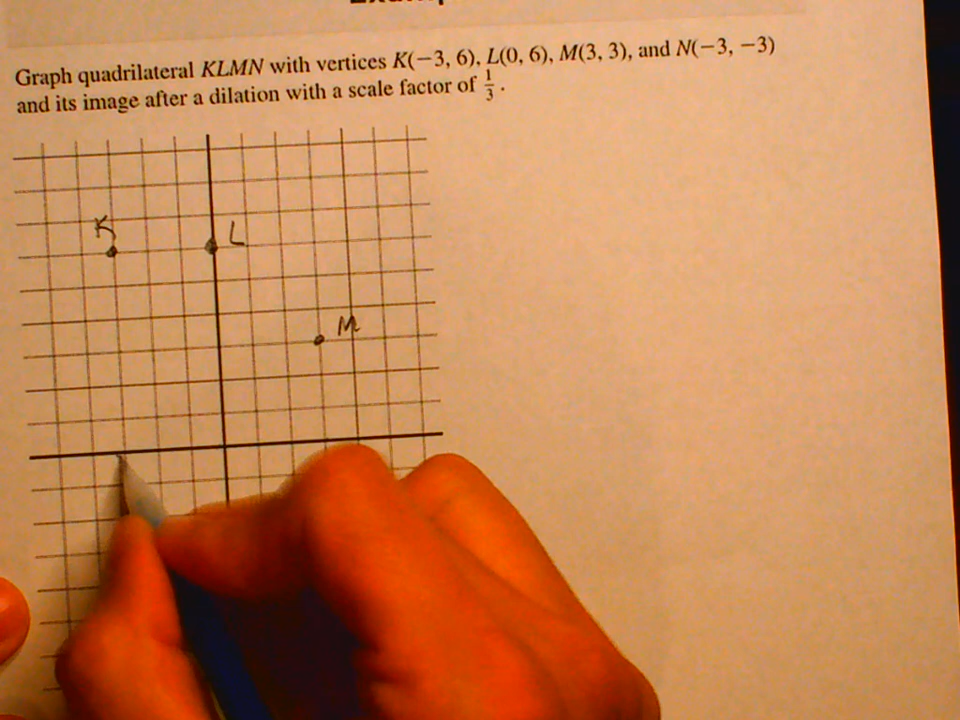 Graph quadrilateral KLMN with vertices K(−3, 6), L(0, 6), M(3, 3), and N(−3, −3)
and its image after a dilation with a scale factor of 1/3 .
K
L
M